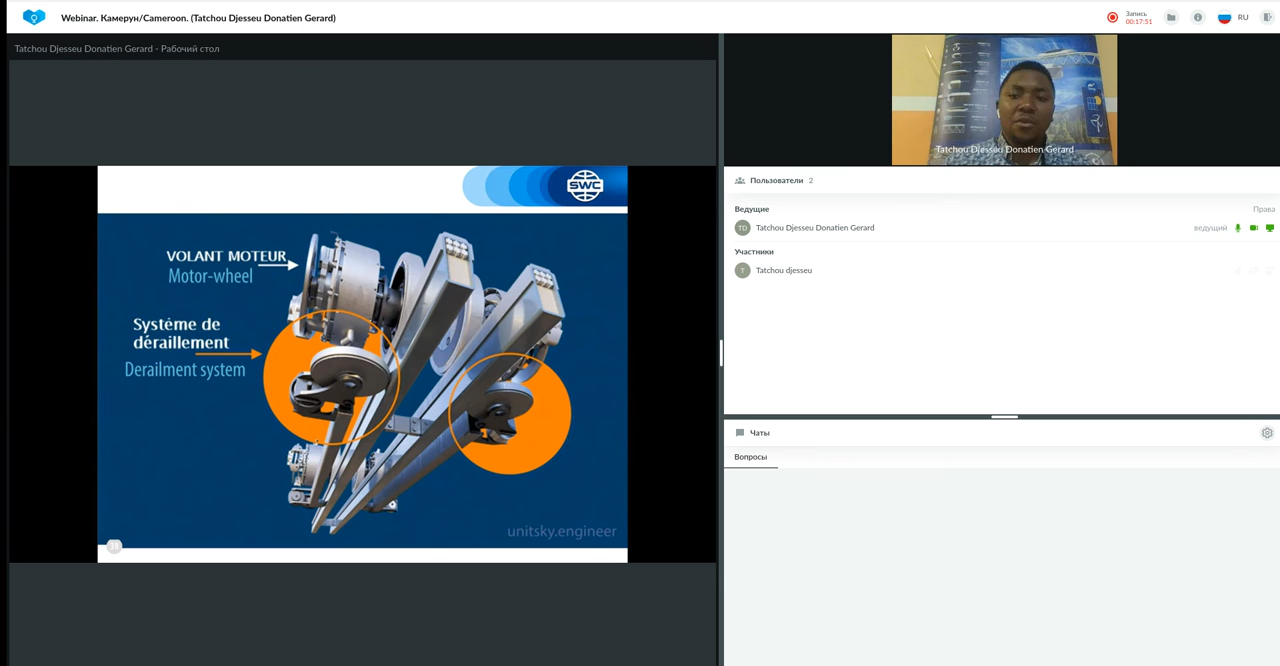 Webinar. Камерун/Cameroon. (Tatchou Djesseu Donatien Gerard)
Запись
00:17:51
RU
Tatchou Djesseu Donatien Gerard - Рабочий стол
SWC
VOLANT MOTEUR
Motor-wheel
Système de
déraillement
Derailment system
unitsky.engineer
Tatchou Djesseu Donatien Gerard
Пользователи 2
Ведущие Права
TD Tatchou Djesseu Donatien Gerard ведущий
Участники
T Tatchou djesseu
Чаты
Вопросы